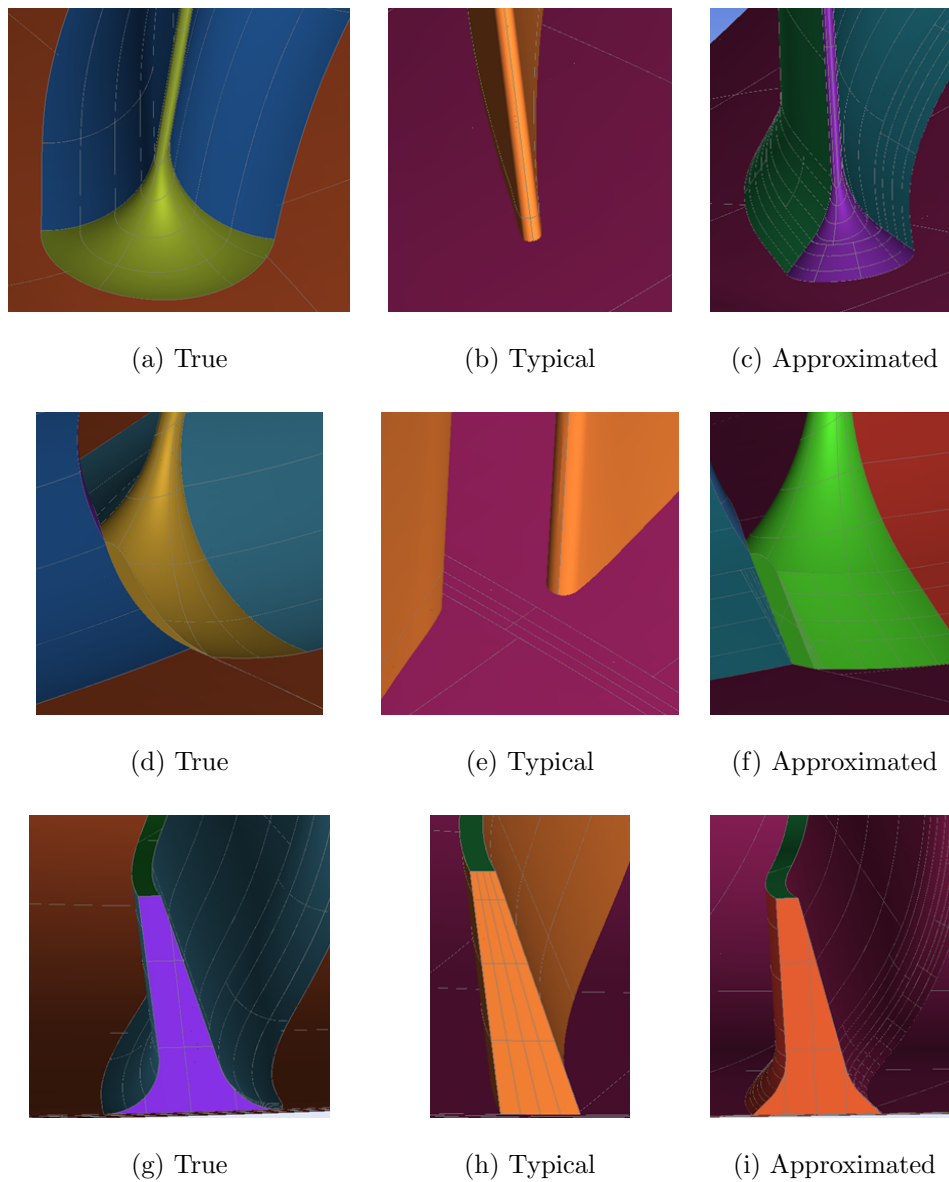 (a) True
(b) Typical
(c) Approximated
(d) True
(e) Typical
(f) Approximated
(g) True
(h) Typical
(i) Approximated